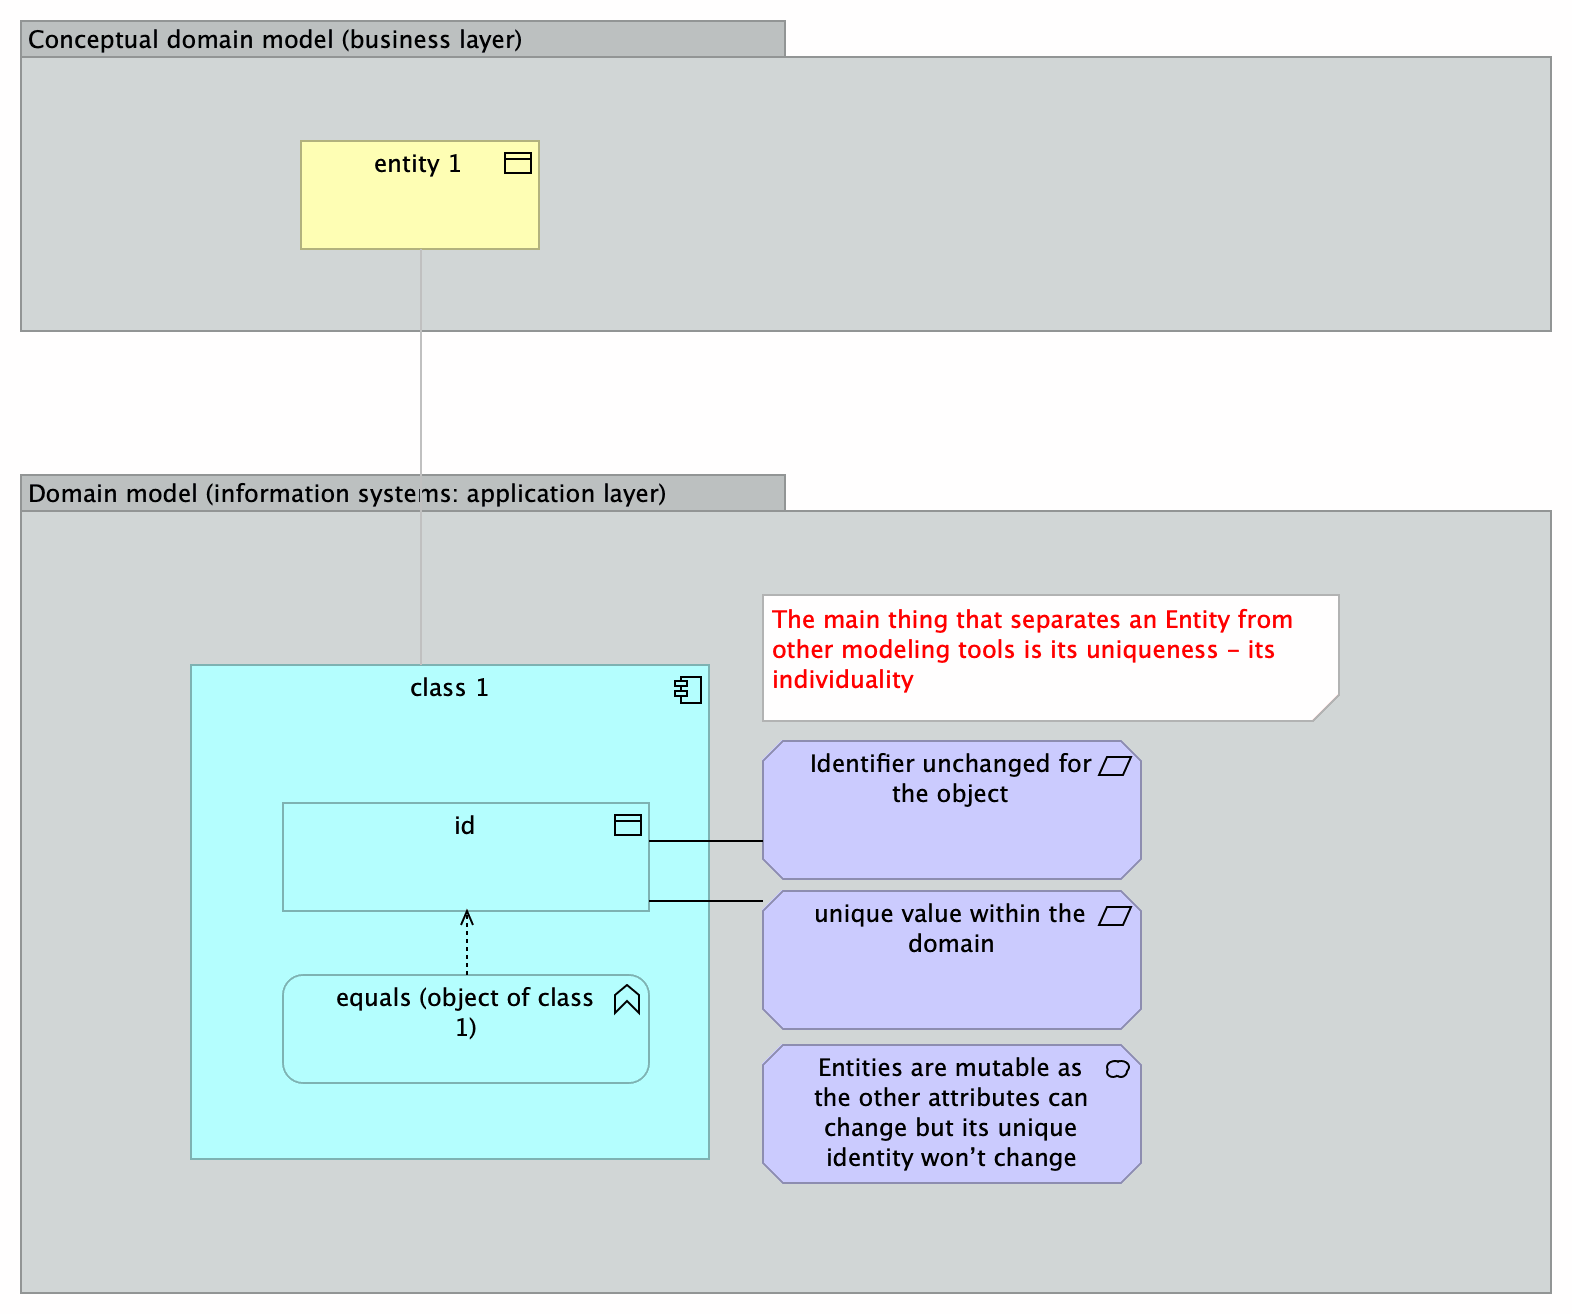 Conceptual domain model (business layer)
entity 1
Domain model (information systems: application layer)
The main thing that separates an Entity from
other modeling tools is its uniqueness – its
individuality
class 1
Identifier unchanged for
the object
id
unique value within the
domain
equals (object of class
1)
Entities are mutable as
the other attributes can
change but its unique
identity won’t change